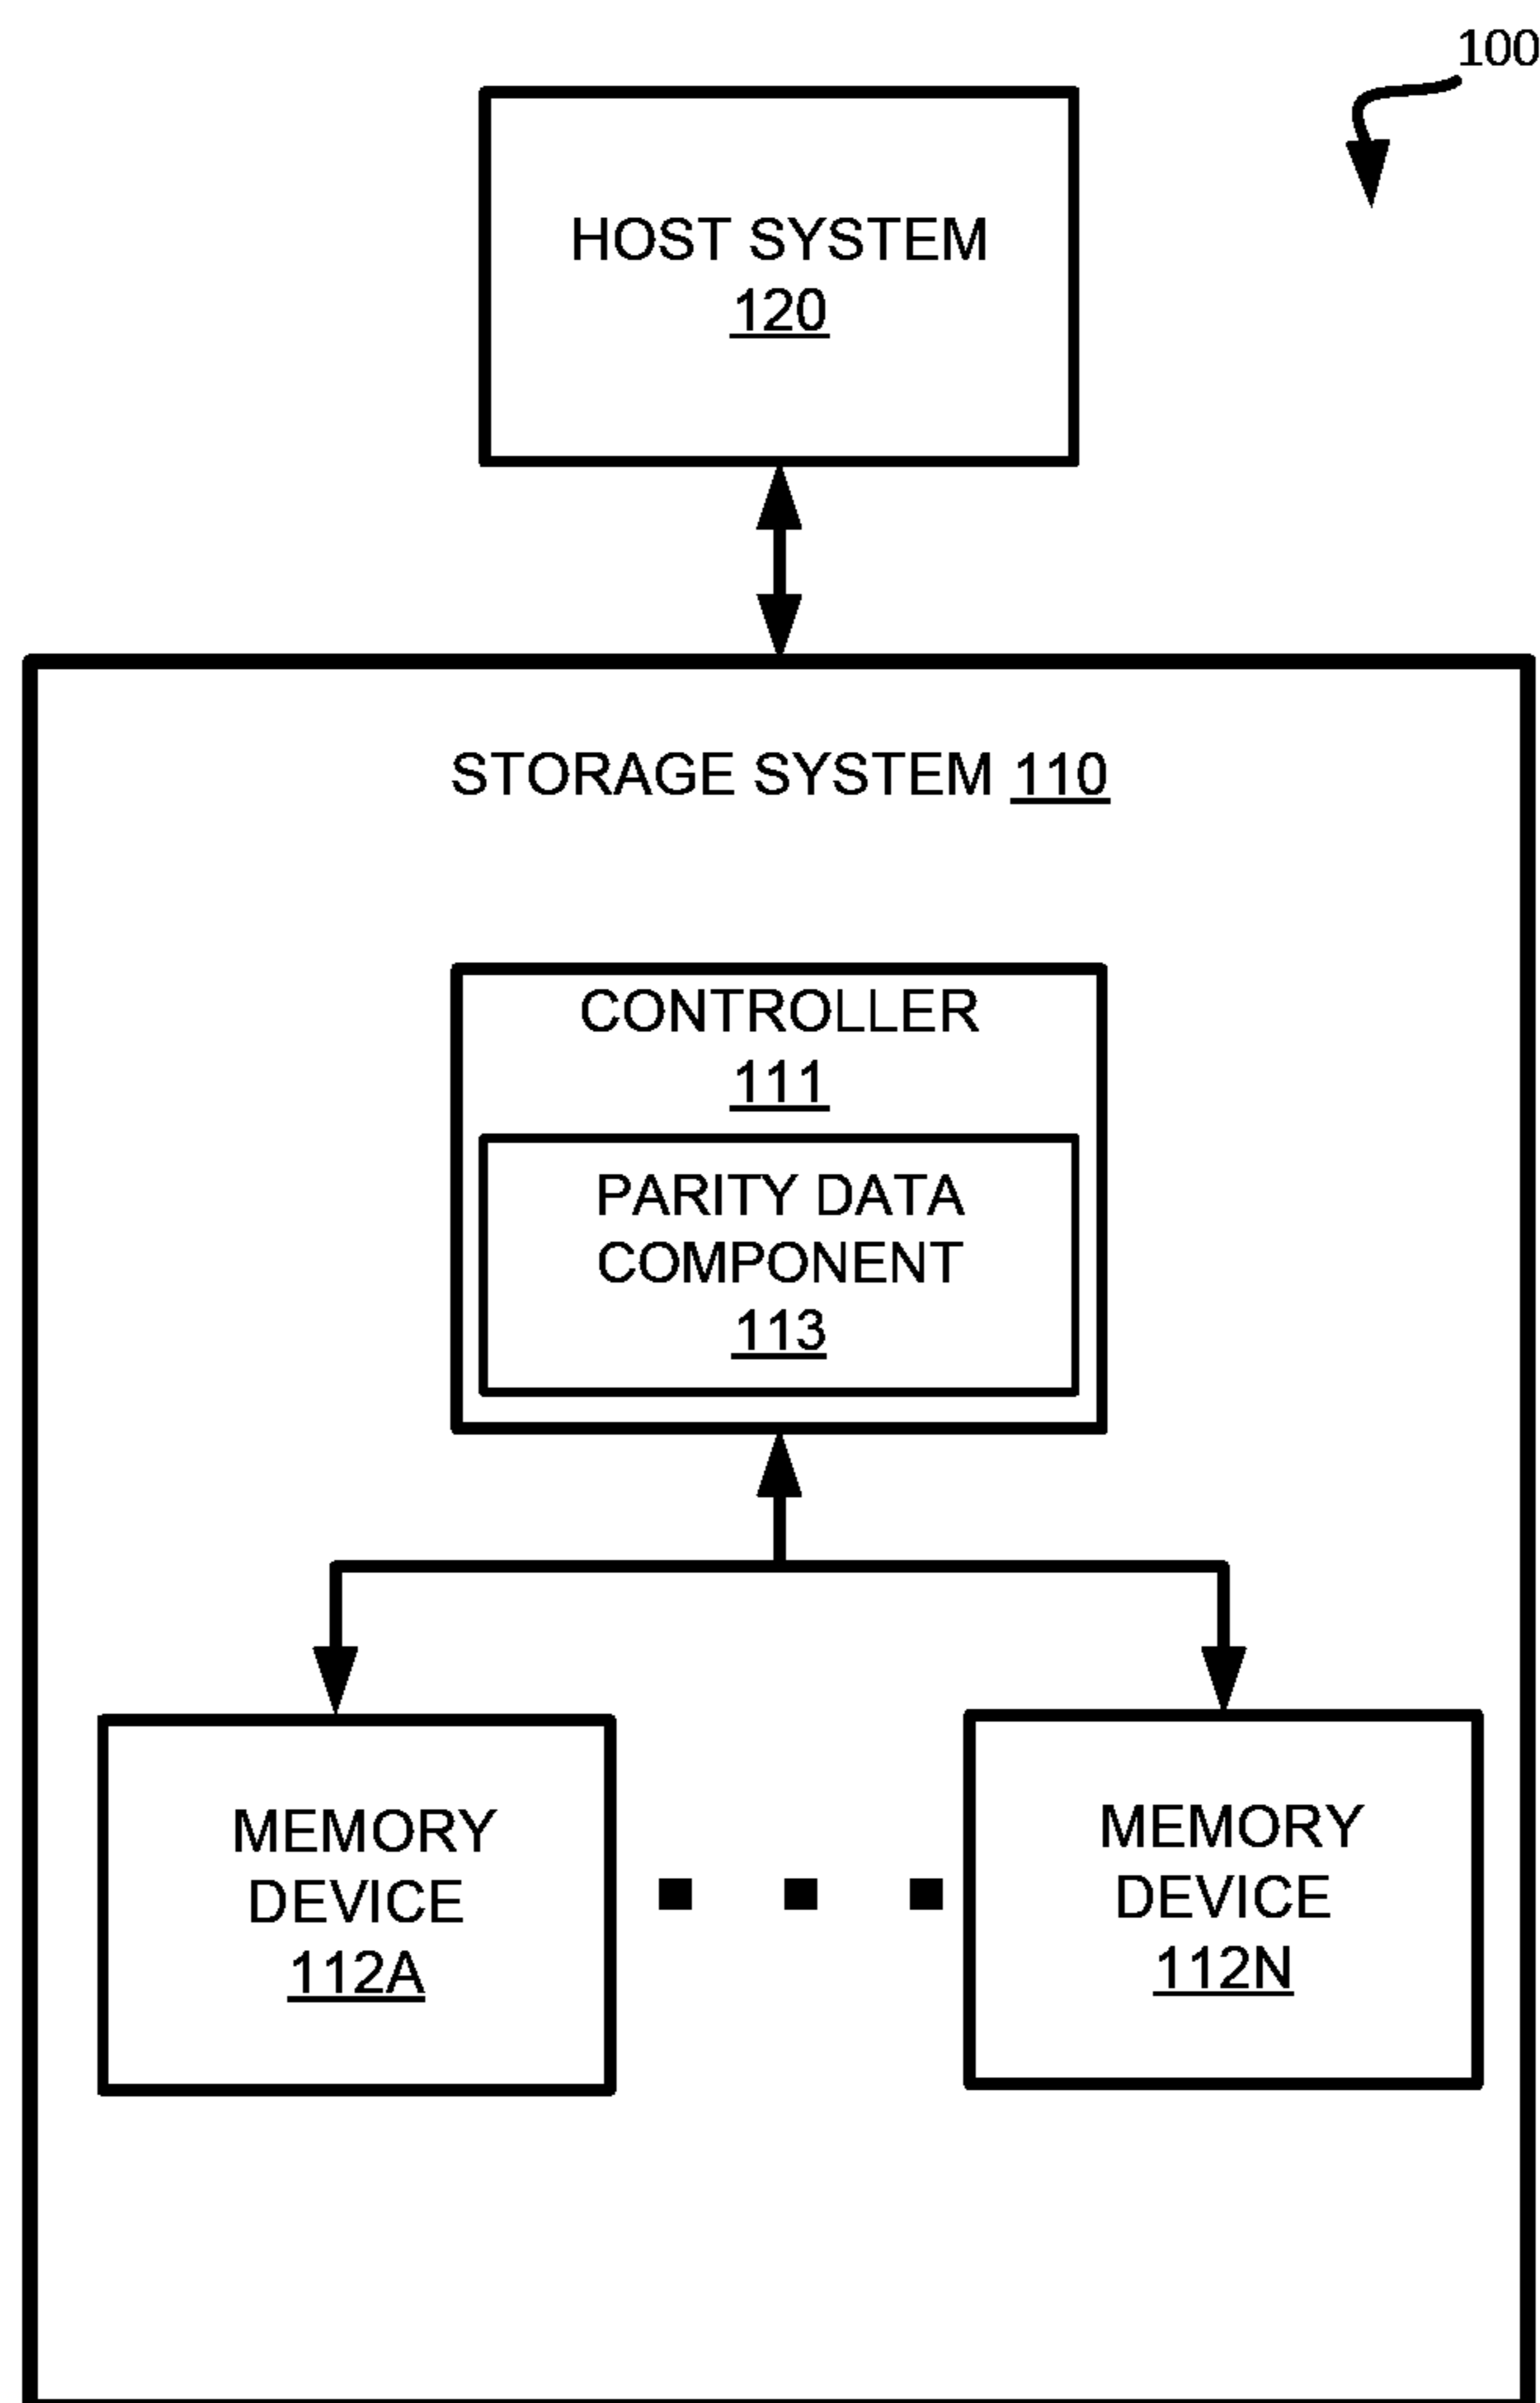 100
HOST SYSTEM
120
STORAGE SYSTEM 110
CONTROLLER
111
PARITY DATA
COMPONENT
113
MEMORY
DEVICE
112A
MEMORY
DEVICE
112N